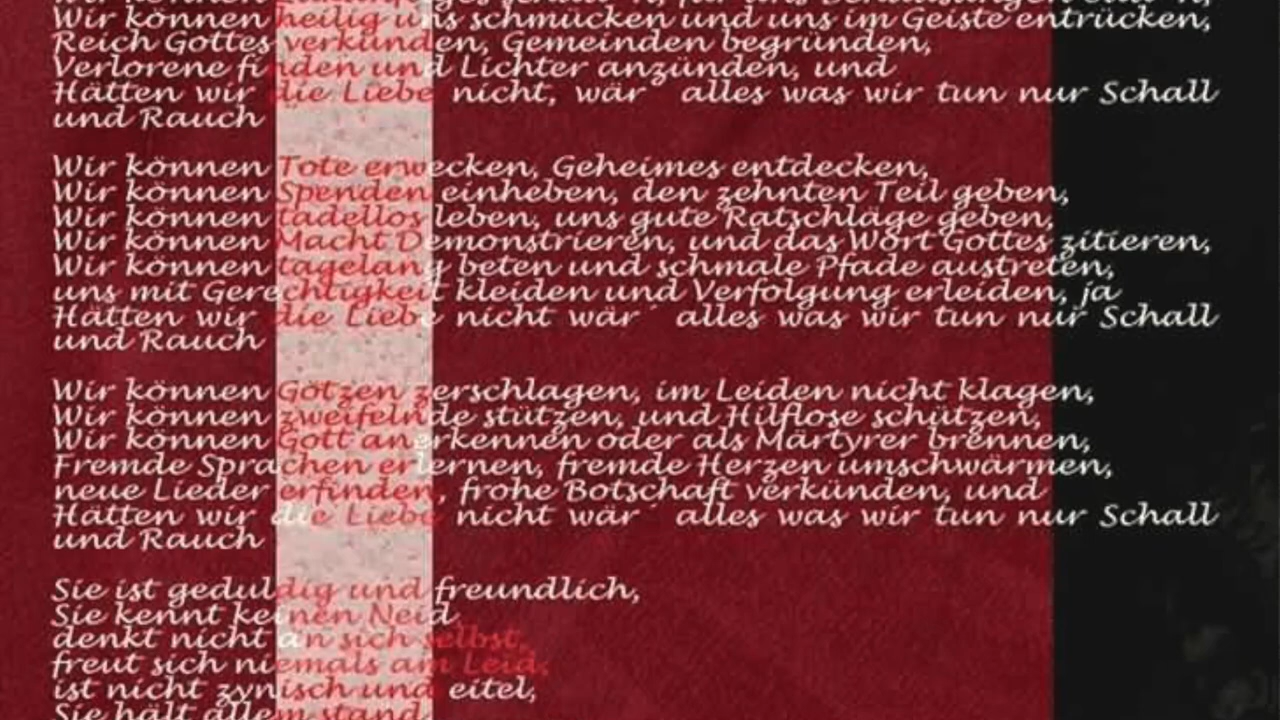 Wir können heilig uns schmücken und uns im Geiste entrücken,
Reich Gottes verkünden, Gemeinden begründen,
Verlorene finden und Lichter anzünden, und
Hätten wir die Liebe nicht, wär´ alles was wir tun nur Schall
und Rauch
Wir können Tote erwecken, Geheimes entdecken,
Wir können Spenden einheben, den zehnten Teil geben,
Wir können tadellos leben, uns gute Ratschläge geben,
Wir können Macht Demonstrieren, und das Wort Gottes zitieren,
Wir können tagelang beten und schmale Pfade austreten,
uns mit Gerechtigkeit kleiden und Verfolgung erleiden, ja
Hätten wir die Liebe nicht wär´ alles was wir tun nur Schall
und Rauch
Wir können Götzen zerschlagen, im Leiden nicht klagen,
Wir können zweifelnde stützen, und Hilflose schützen,
Wir können Gott anerkennen oder als Märtyrer brennen,
Fremde Sprachen erlernen, fremde Herzen umschwärmen,
neue Lieder erfinden, frohe Botschaft verkünden, und
Hätten wir die Liebe nicht wär´ alles was wir tun nur Schall
und Rauch
Sie ist geduldig und freundlich,
Sie kennt keinen Neid
denkt nicht an sich selbst,
freut sich niemals am Leid,
ist nicht zynisch und eitel,
Sie hält allem stand